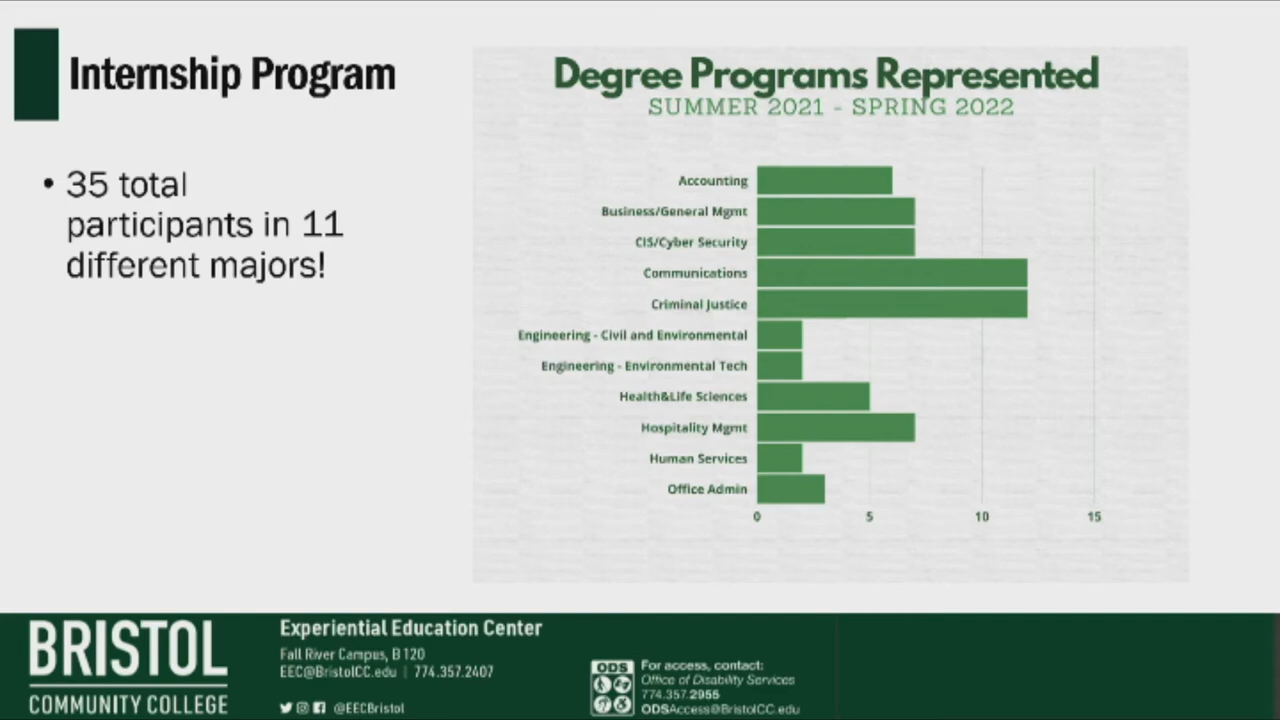 Internship Program
• 35 total
participants in 11
different majors!
Degree Programs Represented
SUMMER 2021 - SPRING 2022
Accounting
Business/General Mgmt
CIS/Cyber Security
Communications
Criminal Justice
Engineering - Civil and Environmental
Engineering - Environmental Tech
Health&Life Sciences
Hospitality Mgmt
Human Services
Office Admin
0 5 10 15
BRISTOL
COMMUNITY COLLEGE
Experiential Education Center
Fall River Campus, B 120
EEC@BristolCC.edu | 774.357.2407
@EECBristol
ODS
For access, contact:
Office of Disability Services
774.357.2955
ODSAccess@BristolCC.edu